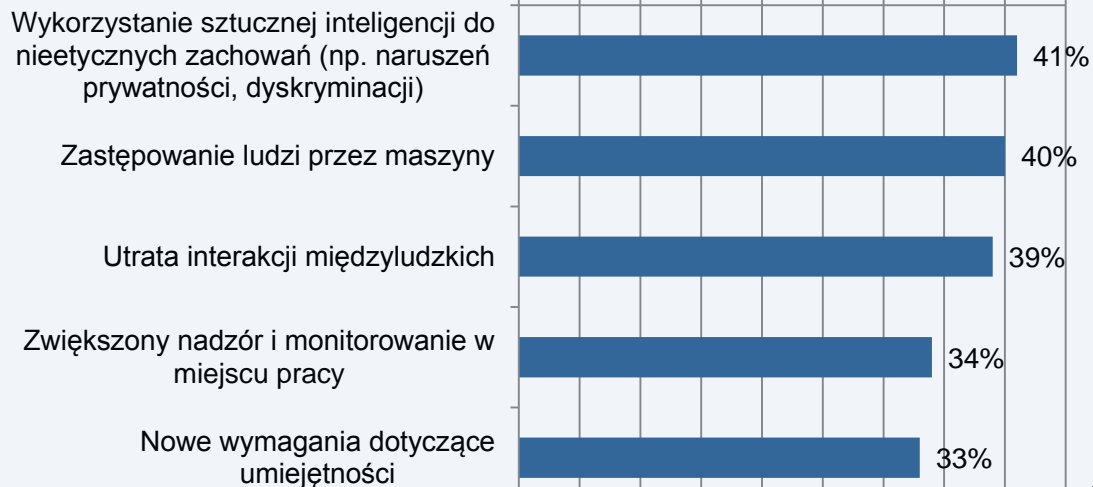 Wykorzystanie sztucznej inteligencji do
nieetycznych zachowań (np. naruszeń
prywatności, dyskryminacji)
41%
Zastępowanie ludzi przez maszyny
40%
Utrata interakcji międzyludzkich
39%
Zwiększony nadzór i monitorowanie w
miejscu pracy
34%
Nowe wymagania dotyczące
umiejętności
33%